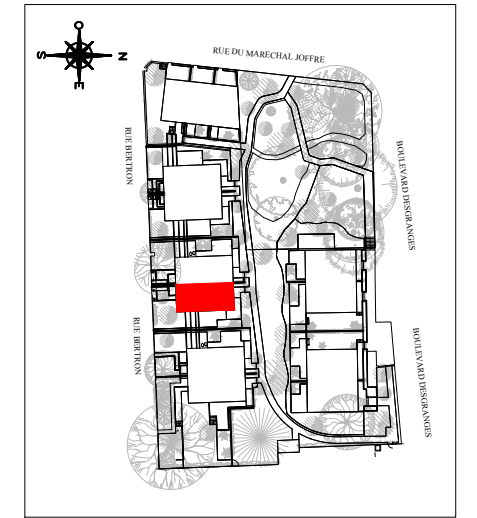 O
S
N
E
RUE DU MARECHAL JOFFRE
RUE BERTRON
BOULEVARD DESGRANGES
RUE BERTRON
BOULEVARD DESGRANGES